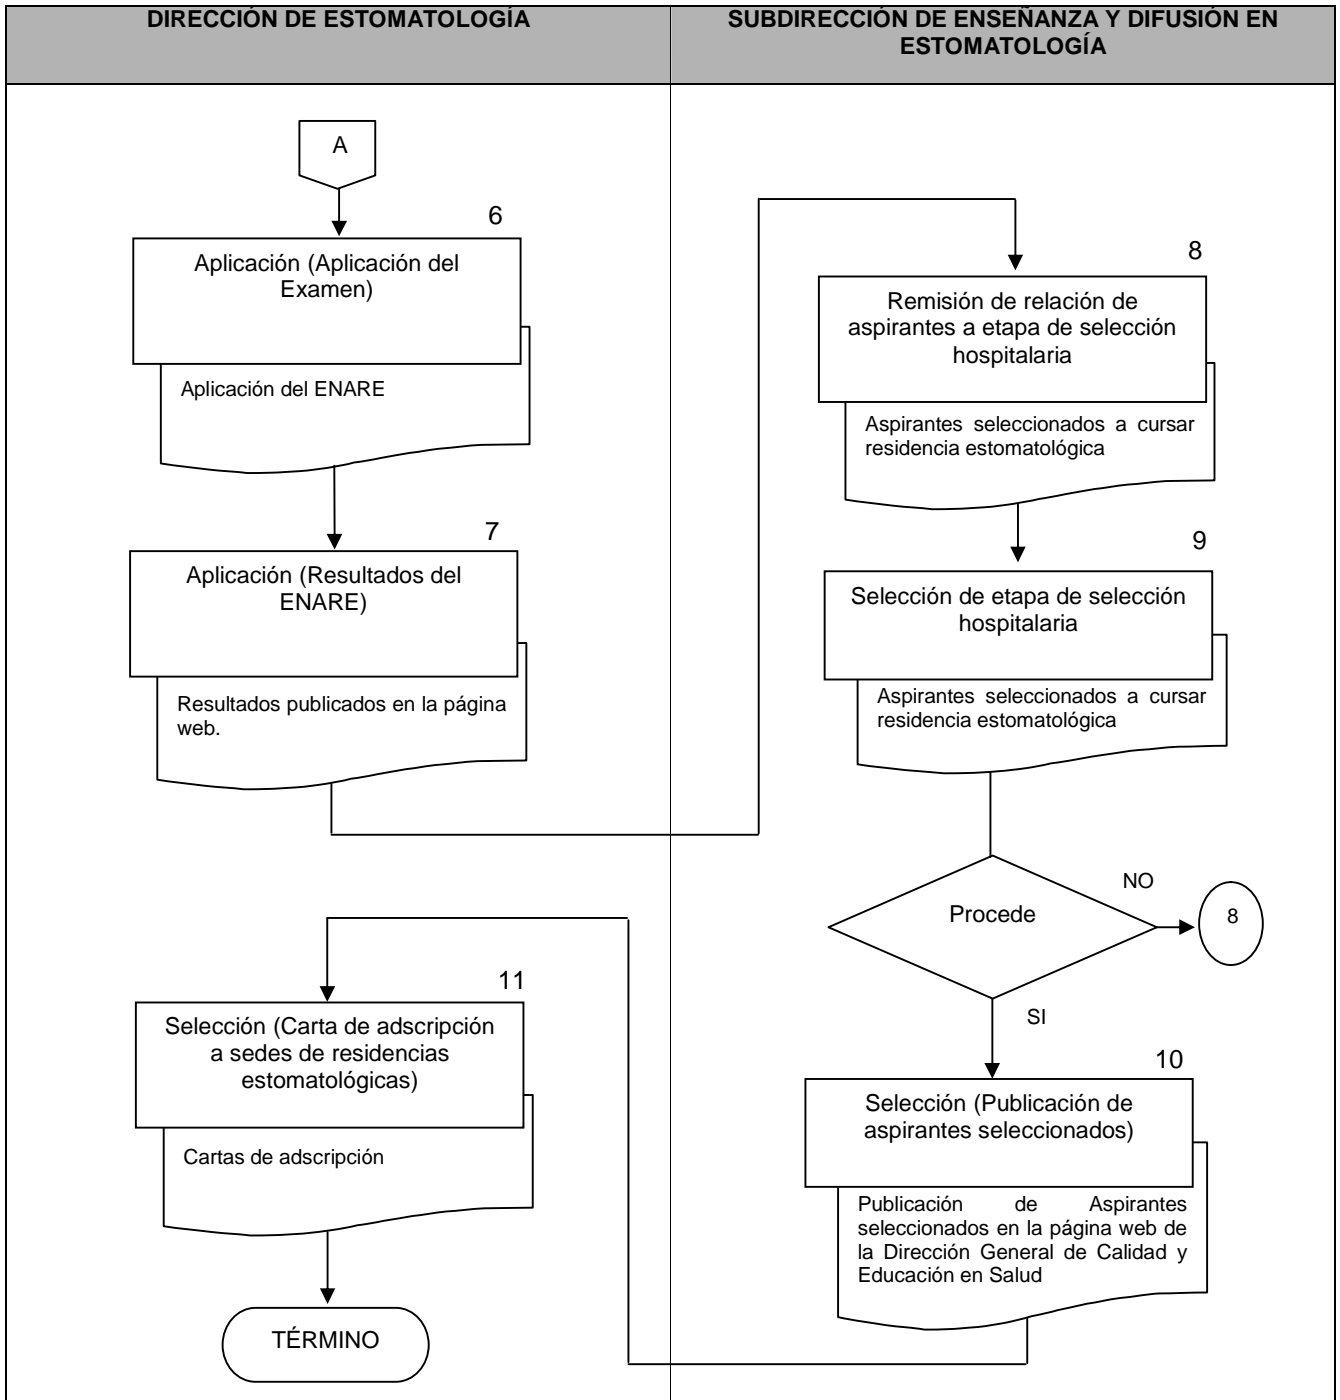 DIRECCIÓN DE ESTOMATOLOGÍA
SUBDIRECCIÓN DE ENSEÑANZA Y DIFUSIÓN EN
ESTOMATOLOGÍA
A
6
Aplicación (Aplicación del
Examen)
Aplicación del ENARE
7
Aplicación (Resultados del
ENARE)
Resultados publicados en la página
web.
8
Remisión de relación de
aspirantes a etapa de selección
hospitalaria
Aspirantes seleccionados a cursar
residencia estomatológica
9
Selección de etapa de selección
hospitalaria
Aspirantes seleccionados a cursar
residencia estomatológica
Procede
NO
8
SI
10
Selección (Publicación de
aspirantes seleccionados)
Publicación de Aspirantes
seleccionados en la página web de
la Dirección General de Calidad y
Educación en Salud
11
Selección (Carta de adscripción
a sedes de residencias
estomatológicas)
Cartas de adscripción
TÉRMINO